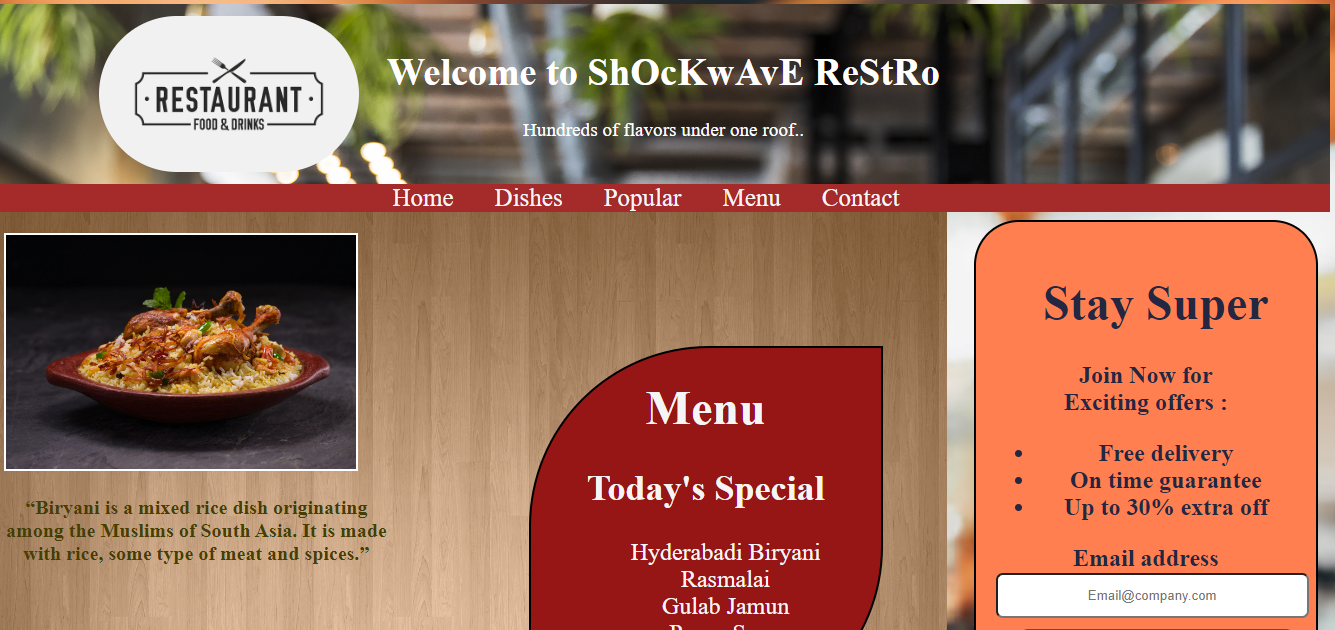 ·RESTAURANT·
FOOD & DRINKS
Welcome to ShOcKwAvE ReStRo
Hundreds of flavors under one roof..
Home Dishes Popular Menu Contact
“Biryani is a mixed rice dish originating
among the Muslims of South Asia. It is made
with rice, some type of meat and spices.”
Menu
Today's Special
Hyderabadi Biryani
Rasmalai
Gulab Jamun
Stay Super
Join Now for
Exciting offers :
• Free delivery
• On time guarantee
• Up to 30% extra off
Email address
Email@company.com